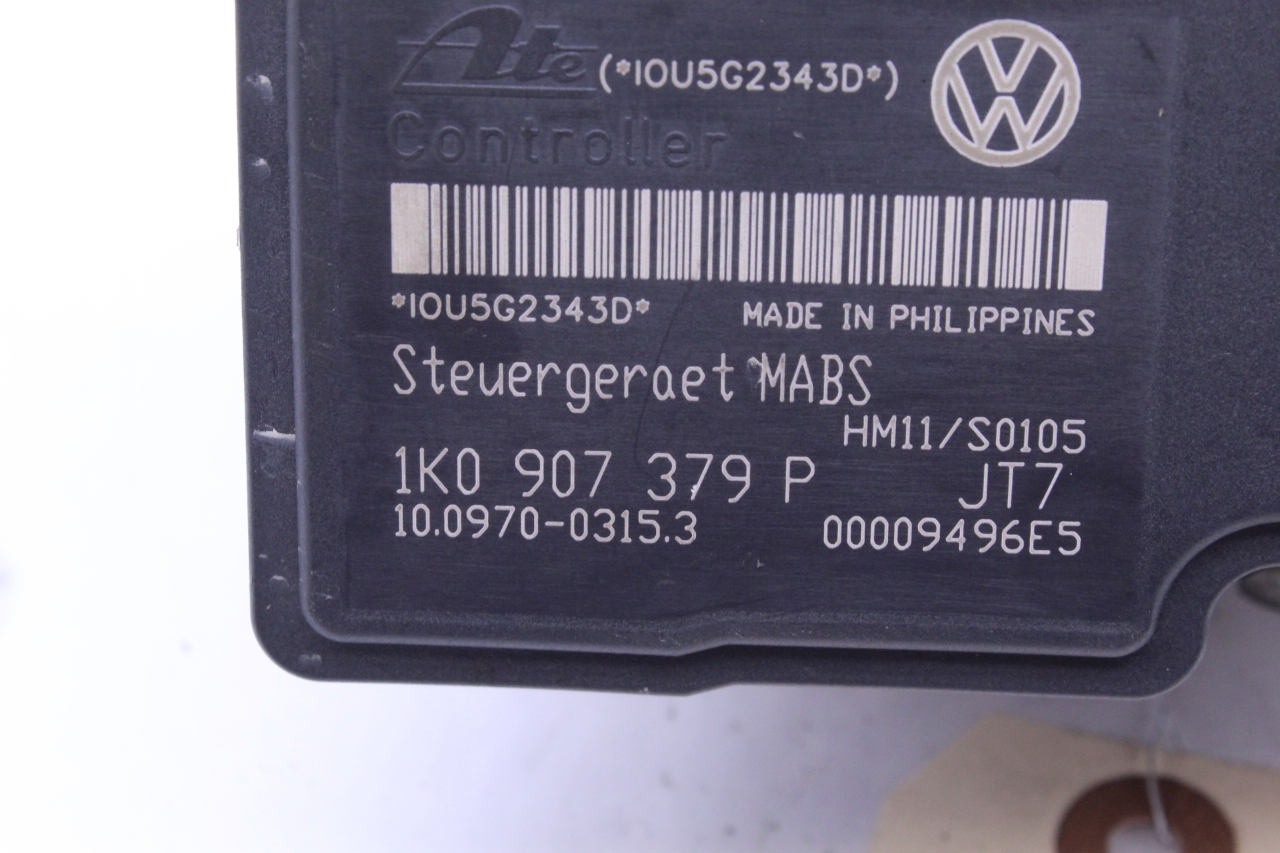 Ate (*IOU5G2343D*)
Controller
*IOU5G2343D* MADE IN PHILIPPINES
Steuergeraet MABS
HM11/S0105
1K0 907 379 P JT7
10.0970-0315.3 00009496E5